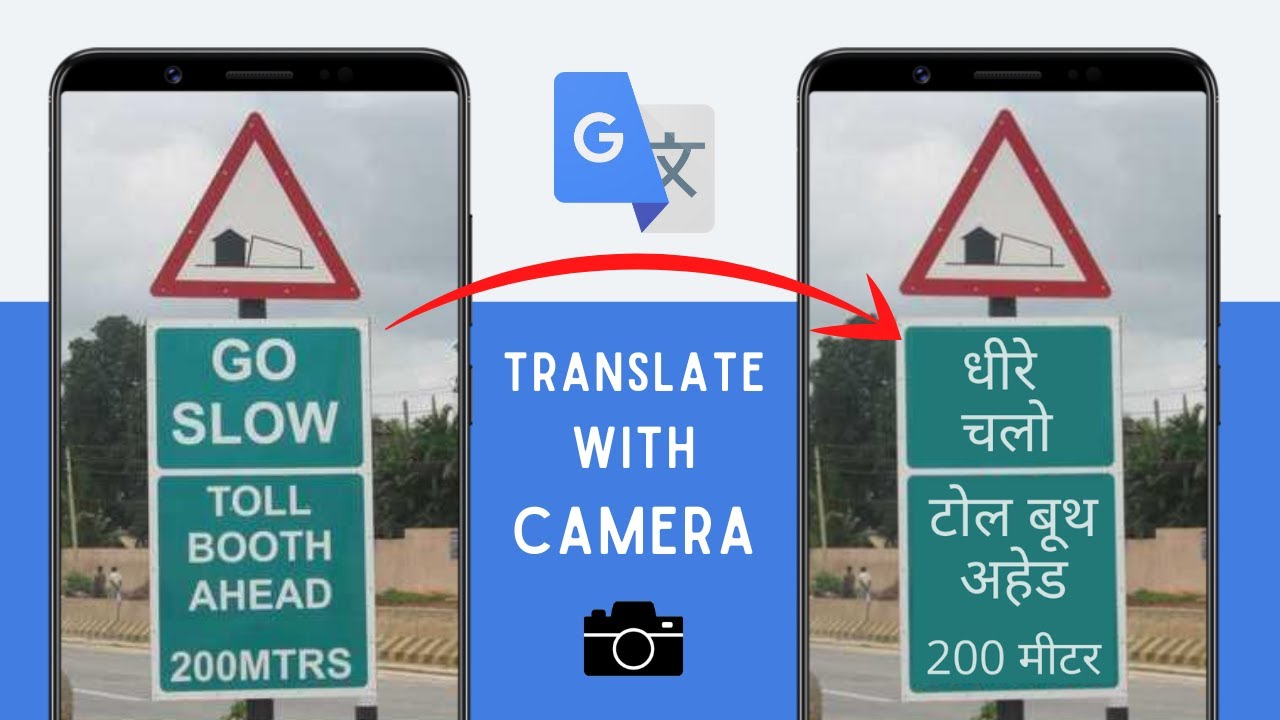 GO
SLOW
TOLL
BOOTH
AHEAD
200MTRS
G
文
TRANSLATE
WITH
CAMERA
धीरे
चलो
टोल बूथ
अहेड
200 मीटर